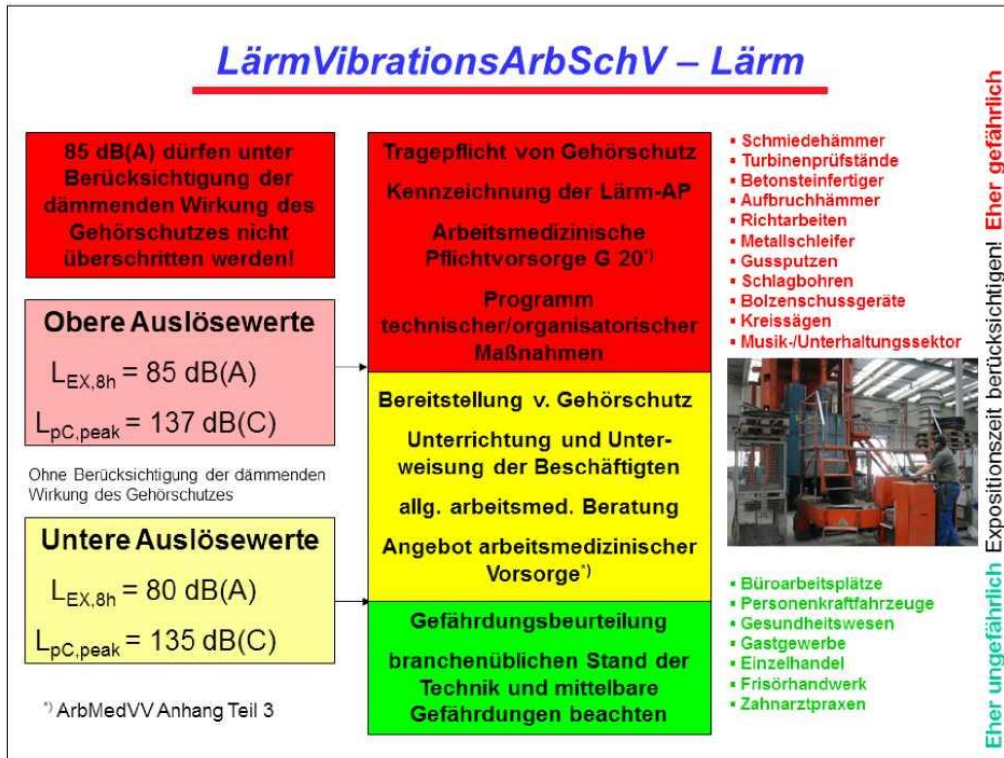 LärmVibrationsArbSchV – Lärm
85 dB(A) dürfen unter
Berücksichtigung der
dämmenden Wirkung des
Gehörschutzes nicht
überschritten werden!
Obere Auslösewerte
LEX,8h = 85 dB(A)
LpC,peak = 137 dB(C)
Ohne Berücksichtigung der dämmenden
Wirkung des Gehörschutzes
Untere Auslösewerte
LEX,8h = 80 dB(A)
LpC,peak = 135 dB(C)
*) ArbMedVV Anhang Teil 3
Tragepflicht von Gehörschutz
Kennzeichnung der Lärm-AP
Arbeitsmedizinische
Pflichtvorsorge G 20*)
Programm
technischer/organisatorischer
Maßnahmen
Bereitstellung v. Gehörschutz
Unterrichtung und Unter-
weisung der Beschäftigten
allg. arbeitsmed. Beratung
Angebot arbeitsmedizinischer
Vorsorge*)
Gefährdungsbeurteilung
branchenüblichen Stand der
Technik und mittelbare
Gefährdungen beachten
▪ Schmiedehämmer
▪ Turbinenprüfstände
▪ Betonsteinfertiger
▪ Aufbruchhämmer
▪ Richtarbeiten
▪ Metallschleifer
▪ Gussputzen
▪ Schlagbohren
▪ Bolzenschussgeräte
▪ Kreissägen
▪ Musik-/Unterhaltungssektor
▪ Büroarbeitsplätze
▪ Personenkraftfahrzeuge
▪ Gesundheitswesen
▪ Gastgewerbe
▪ Einzelhandel
▪ Frisörhandwerk
▪ Zahnarztpraxen
Eher ungefährlich Expositionszeit berücksichtigen! Eher gefährlich